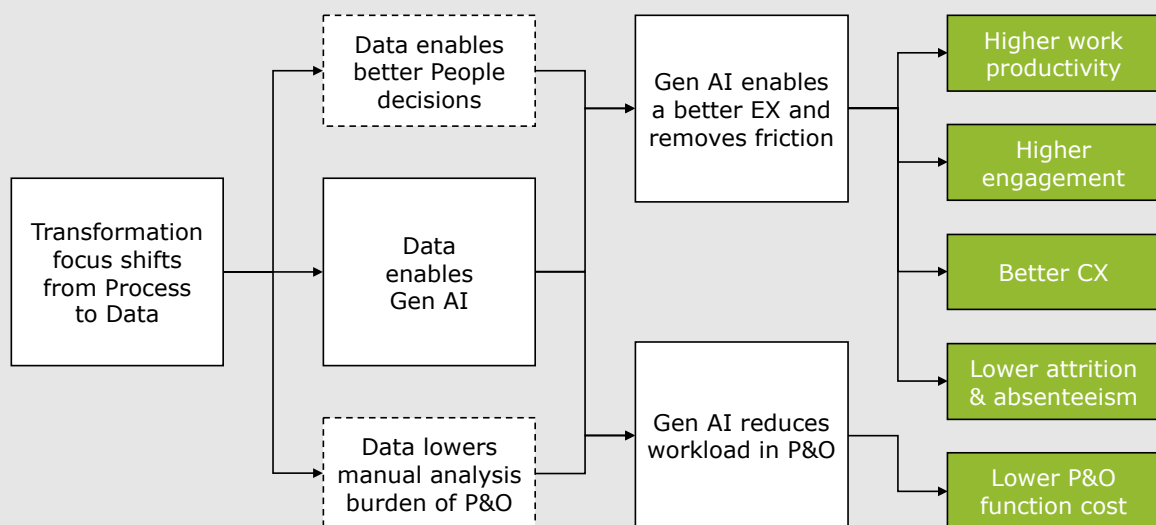 Transformation
focus shifts
from Process
to Data
Data enables
better People
decisions
Data
enables
Gen AI
Data lowers
manual analysis
burden of P&O
Gen AI enables
a better EX and
removes friction
Gen AI reduces
workload in P&O
Higher work
productivity
Higher
engagement
Better CX
Lower attrition
& absenteeism
Lower P&O
function cost